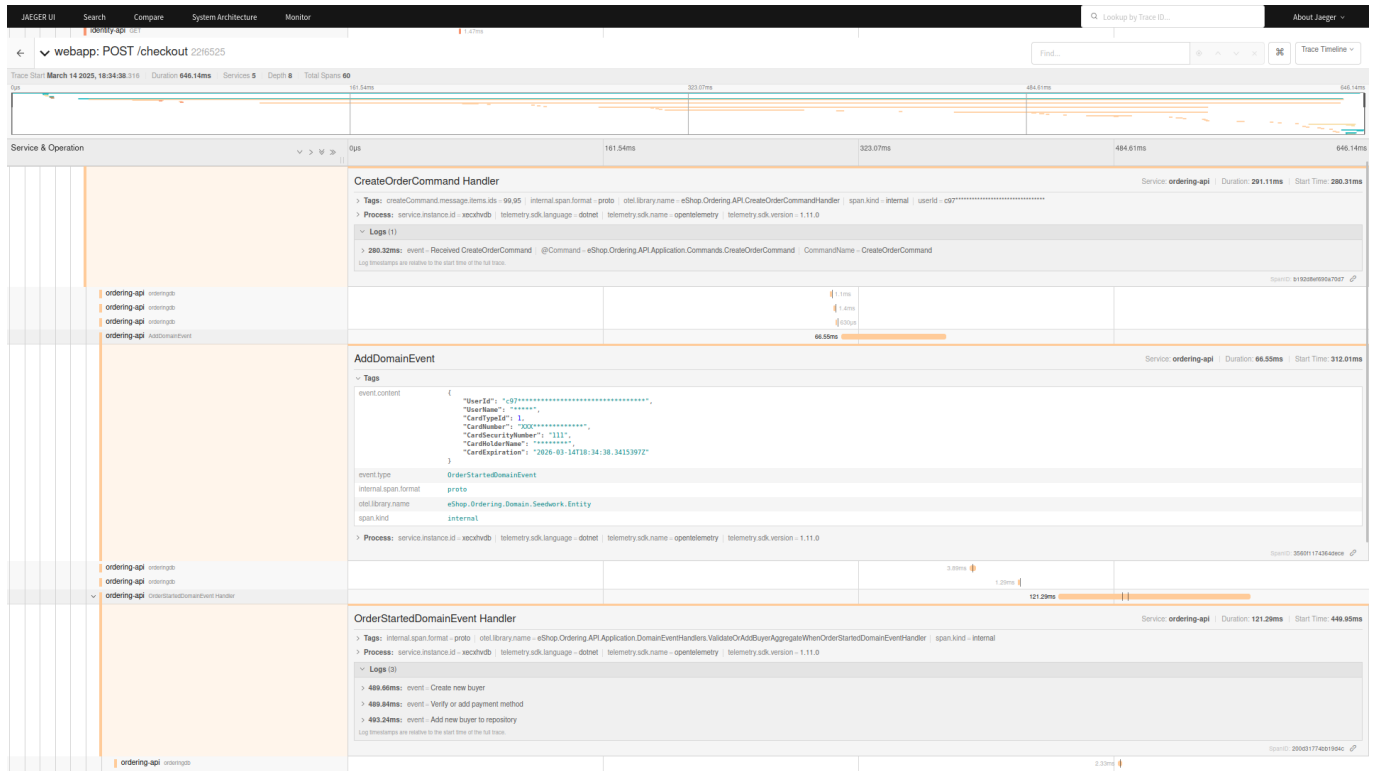 JAEGER UI Search Compare System Architecture Monitor Lookup by Trace ID... About Jaeger
identity-api GET 1.47ms
webapp: POST /checkout 22f6525 Find... Trace Timeline
Trace Start March 14 2025, 18:34:38.316 Duration 646.14ms Services 5 Depth 8 Total Spans 60
0μs 161.54ms 323.07ms 484.61ms 646.14ms
Service & Operation 0μs 161.54ms 323.07ms 484.61ms 646.14ms
CreateOrderCommand Handler Service: ordering-api Duration: 291.11ms Start Time: 280.31ms
Tags: createCommand.message.items.ids = 99,95 internal.span.format = proto otel.library.name = eShop.Ordering.API.CreateOrderCommandHandler span.kind = internal userId = c97*********************************
Process: service.instance.id = xecxhvdb telemetry.sdk.language = dotnet telemetry.sdk.name = opentelemetry telemetry.sdk.version = 1.11.0
Logs (1)
280.32ms: event = Received CreateOrderCommand @Command = eShop.Ordering.API.Application.Commands.CreateOrderCommand CommandName = CreateOrderCommand
Log timestamps are relative to the start time of the full trace.
SpanID: b192d8ef690a70d7
ordering-api orderingdb 1.1ms
ordering-api orderingdb 1.4ms
ordering-api orderingdb 630μs
ordering-api AddDomainEvent 66.55ms
AddDomainEvent Service: ordering-api Duration: 66.55ms Start Time: 312.01ms
Tags
event.content {
"UserId": "c97*********************************",
"UserName": "*****",
"CardTypeId": 1,
"CardNumber": "XXX*************",
"CardSecurityNumber": "111",
"CardHolderName": "********",
"CardExpiration": "2026-03-14T18:34:38.3415397Z"
}
event.type OrderStartedDomainEvent
internal.span.format proto
otel.library.name eShop.Ordering.Domain.Seedwork.Entity
span.kind internal
Process: service.instance.id = xecxhvdb telemetry.sdk.language = dotnet telemetry.sdk.name = opentelemetry telemetry.sdk.version = 1.11.0
SpanID: 3560f1174364dece
ordering-api orderingdb 3.89ms
ordering-api orderingdb 1.29ms
ordering-api OrderStartedDomainEvent Handler 121.29ms
OrderStartedDomainEvent Handler Service: ordering-api Duration: 121.29ms Start Time: 449.95ms
Tags: internal.span.format = proto otel.library.name = eShop.Ordering.API.Application.DomainEventHandlers.ValidateOrAddBuyerAggregateWhenOrderStartedDomainEventHandler span.kind = internal
Process: service.instance.id = xecxhvdb telemetry.sdk.language = dotnet telemetry.sdk.name = opentelemetry telemetry.sdk.version = 1.11.0
Logs (3)
489.66ms: event = Create new buyer
489.84ms: event = Verify or add payment method
493.24ms: event = Add new buyer to repository
Log timestamps are relative to the start time of the full trace.
SpanID: 200d31774bb19d4c
ordering-api orderingdb 2.33ms